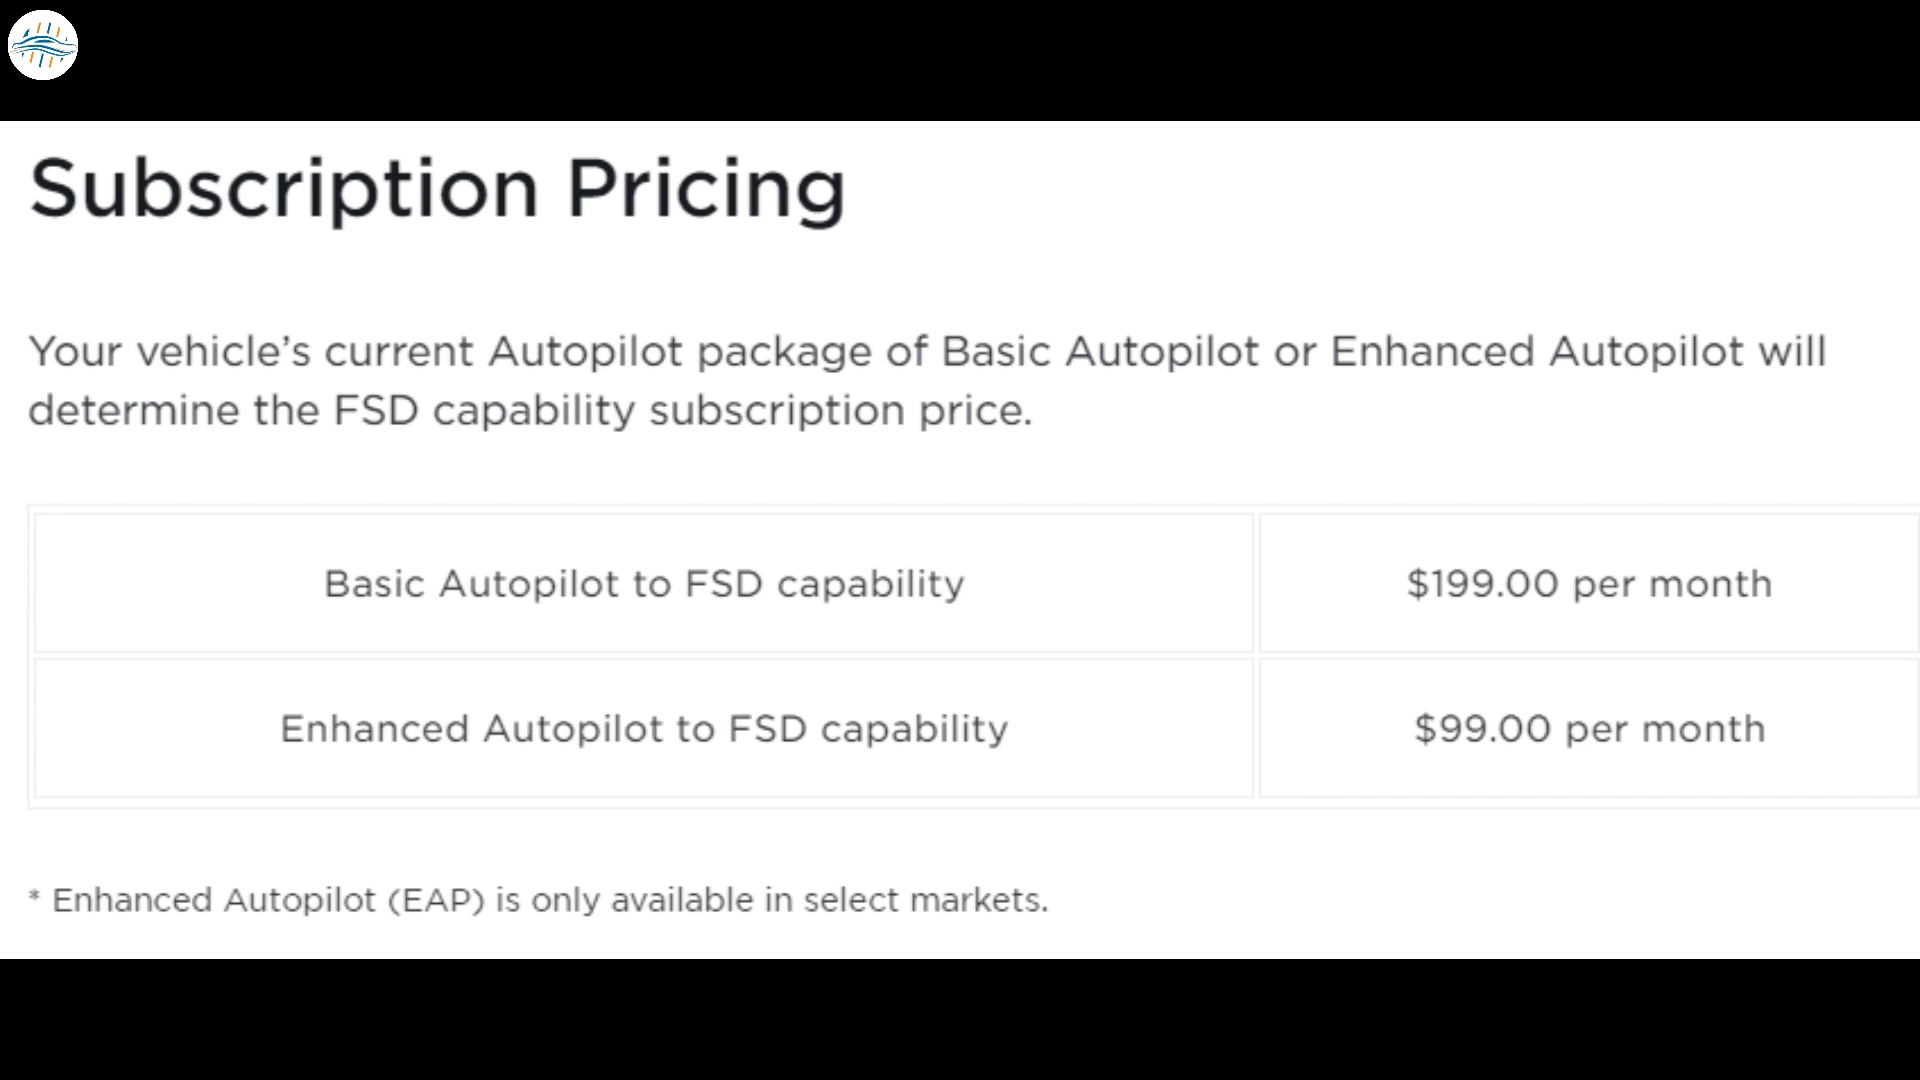 Subscription Pricing
Your vehicle’s current Autopilot package of Basic Autopilot or Enhanced Autopilot will
determine the FSD capability subscription price.
Basic Autopilot to FSD capability $199.00 per month
Enhanced Autopilot to FSD capability $99.00 per month
* Enhanced Autopilot (EAP) is only available in select markets.